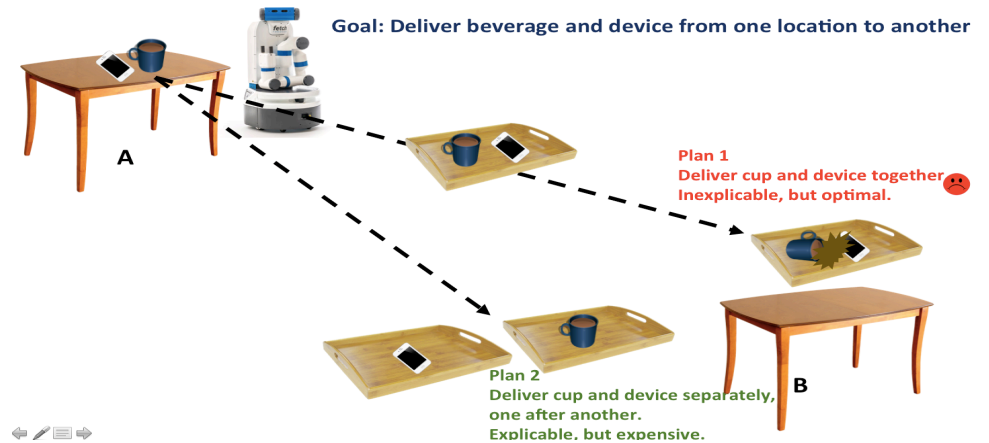 Goal: Deliver beverage and device from one location to another
fetch
A
Plan 1
Deliver cup and device together,
Inexplicable, but optimal.
Plan 2
Deliver cup and device separately,
one after another.
Explicable, but expensive.
B